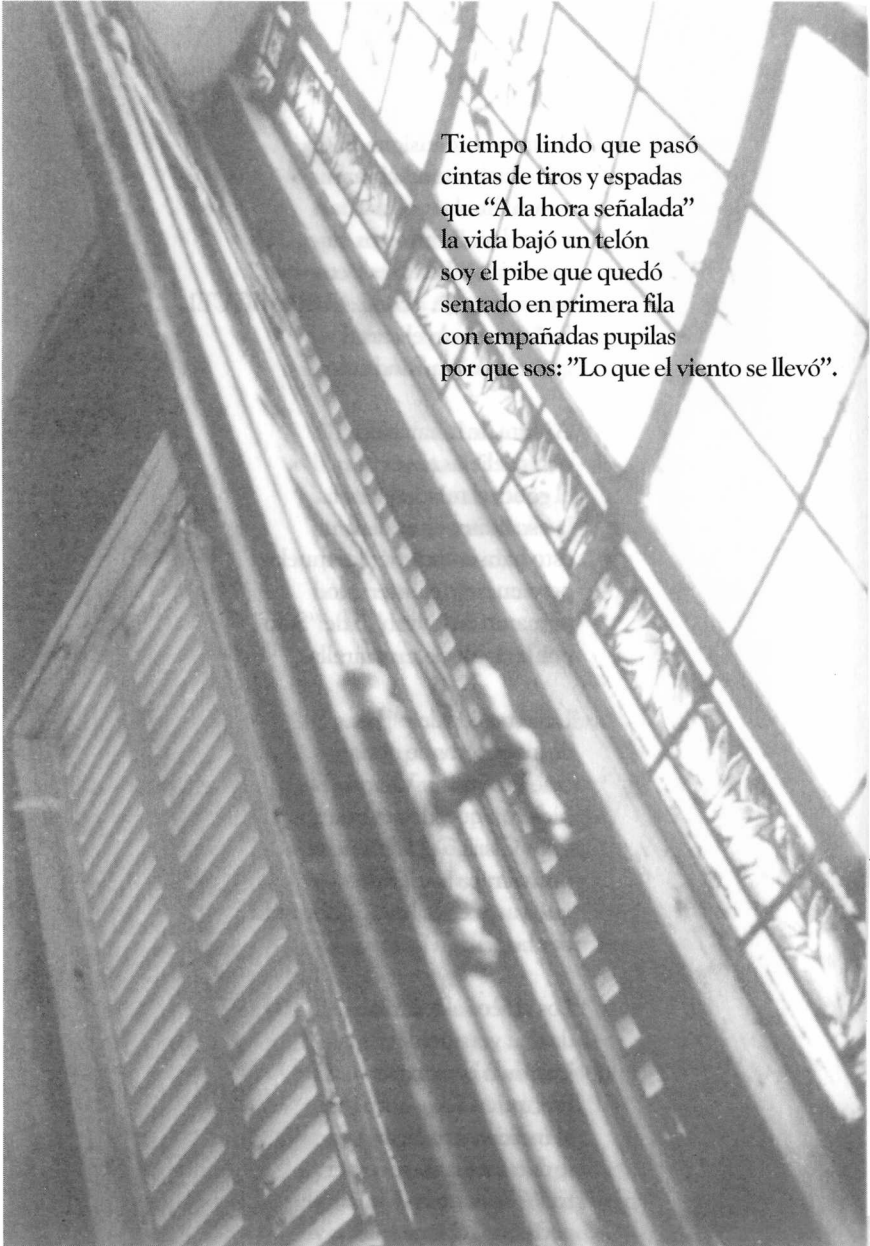 Tiempo lindo que pasó
cintas de tiros y espadas
que “A la hora señalada”
la vida bajó un telón
soy el pibe que quedó
sentado en primera fila
con empañadas pupilas
por que sos: ”Lo que el viento se llevó”.